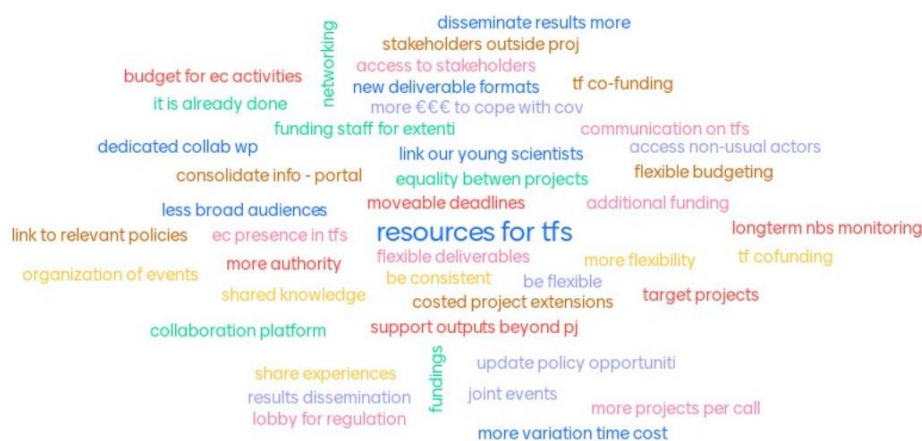 disseminate results more
networking
stakeholders outside proj
access to stakeholders
budget for ec activities
new deliverable formats
tf co-funding
it is already done
more €€€ to cope with cov
funding staff for extenti
communication on tfs
dedicated collab wp
link our young scientists
access non-usual actors
consolidate info - portal
equality betwen projects
flexible budgeting
less broad audiences
moveable deadlines
additional funding
link to relevant policies
ec presence in tfs
resources for tfs
longterm nbs monitoring
more authority
flexible deliverables
more flexibility
tf cofunding
organization of events
be consistent
be flexible
shared knowledge
costed project extensions
target projects
collaboration platform
support outputs beyond pj
fundings
update policy opportuniti
share experiences
results dissemination
joint events
lobby for regulation
more projects per call
more variation time cost